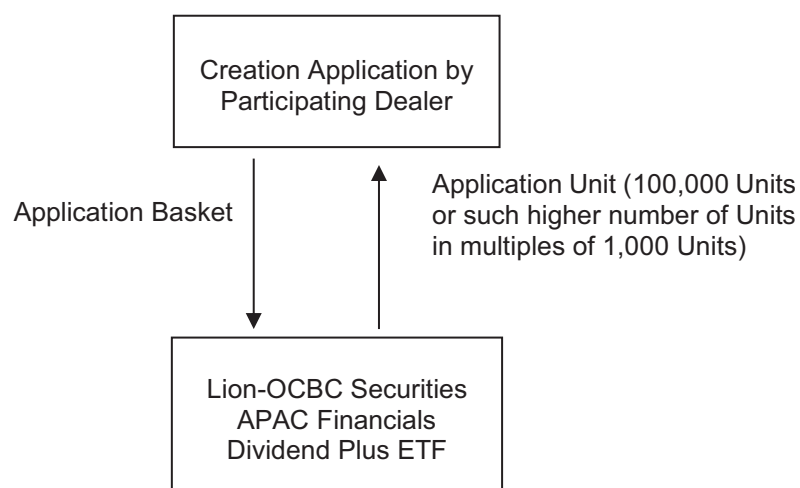 Creation Application by
Participating Dealer
Application Basket
Application Unit (100,000 Units
or such higher number of Units
in multiples of 1,000 Units)
Lion-OCBC Securities
APAC Financials
Dividend Plus ETF